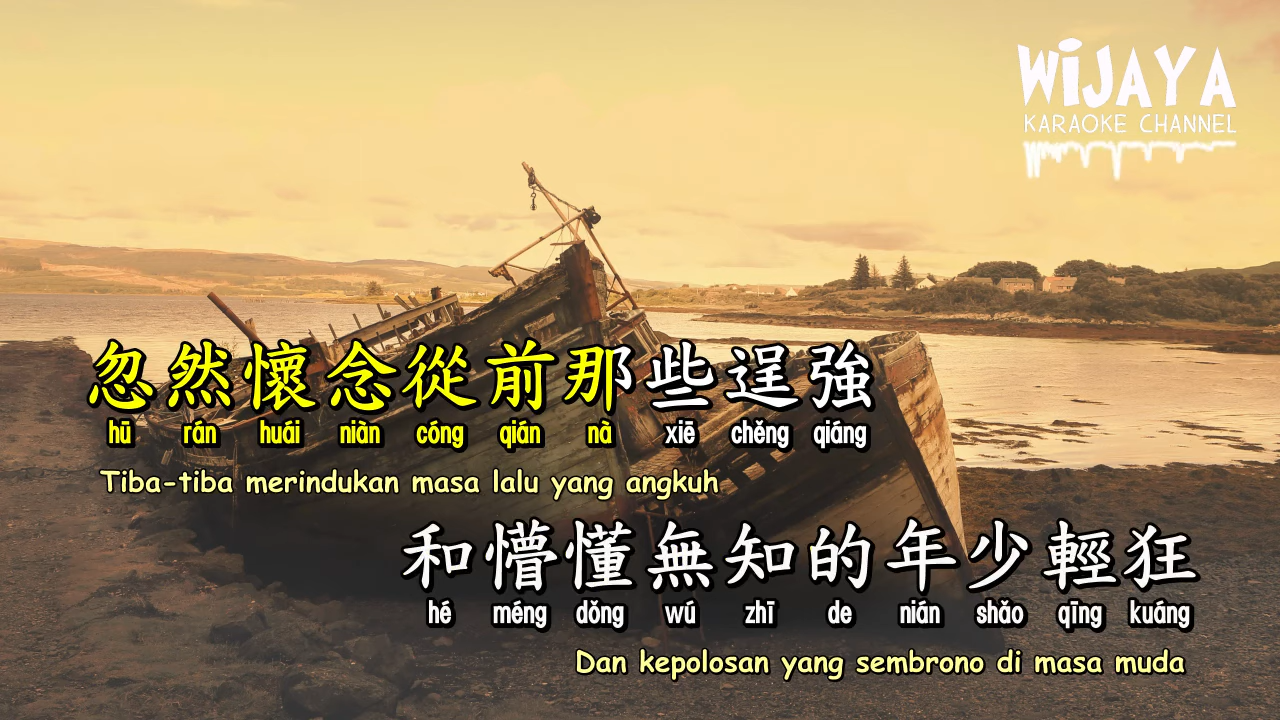 WiJAYA
KARAOKE CHANNEL
忽然懷念從前那些逞強
hū rán huái niàn cóng qián nà xiē chěng qiáng
Tiba-tiba merindukan masa lalu yang angkuh
和懵懂無知的年少輕狂
hé méng dǒng wú zhī de nián shǎo qīng kuáng
Dan kepolosan yang sembrono di masa muda